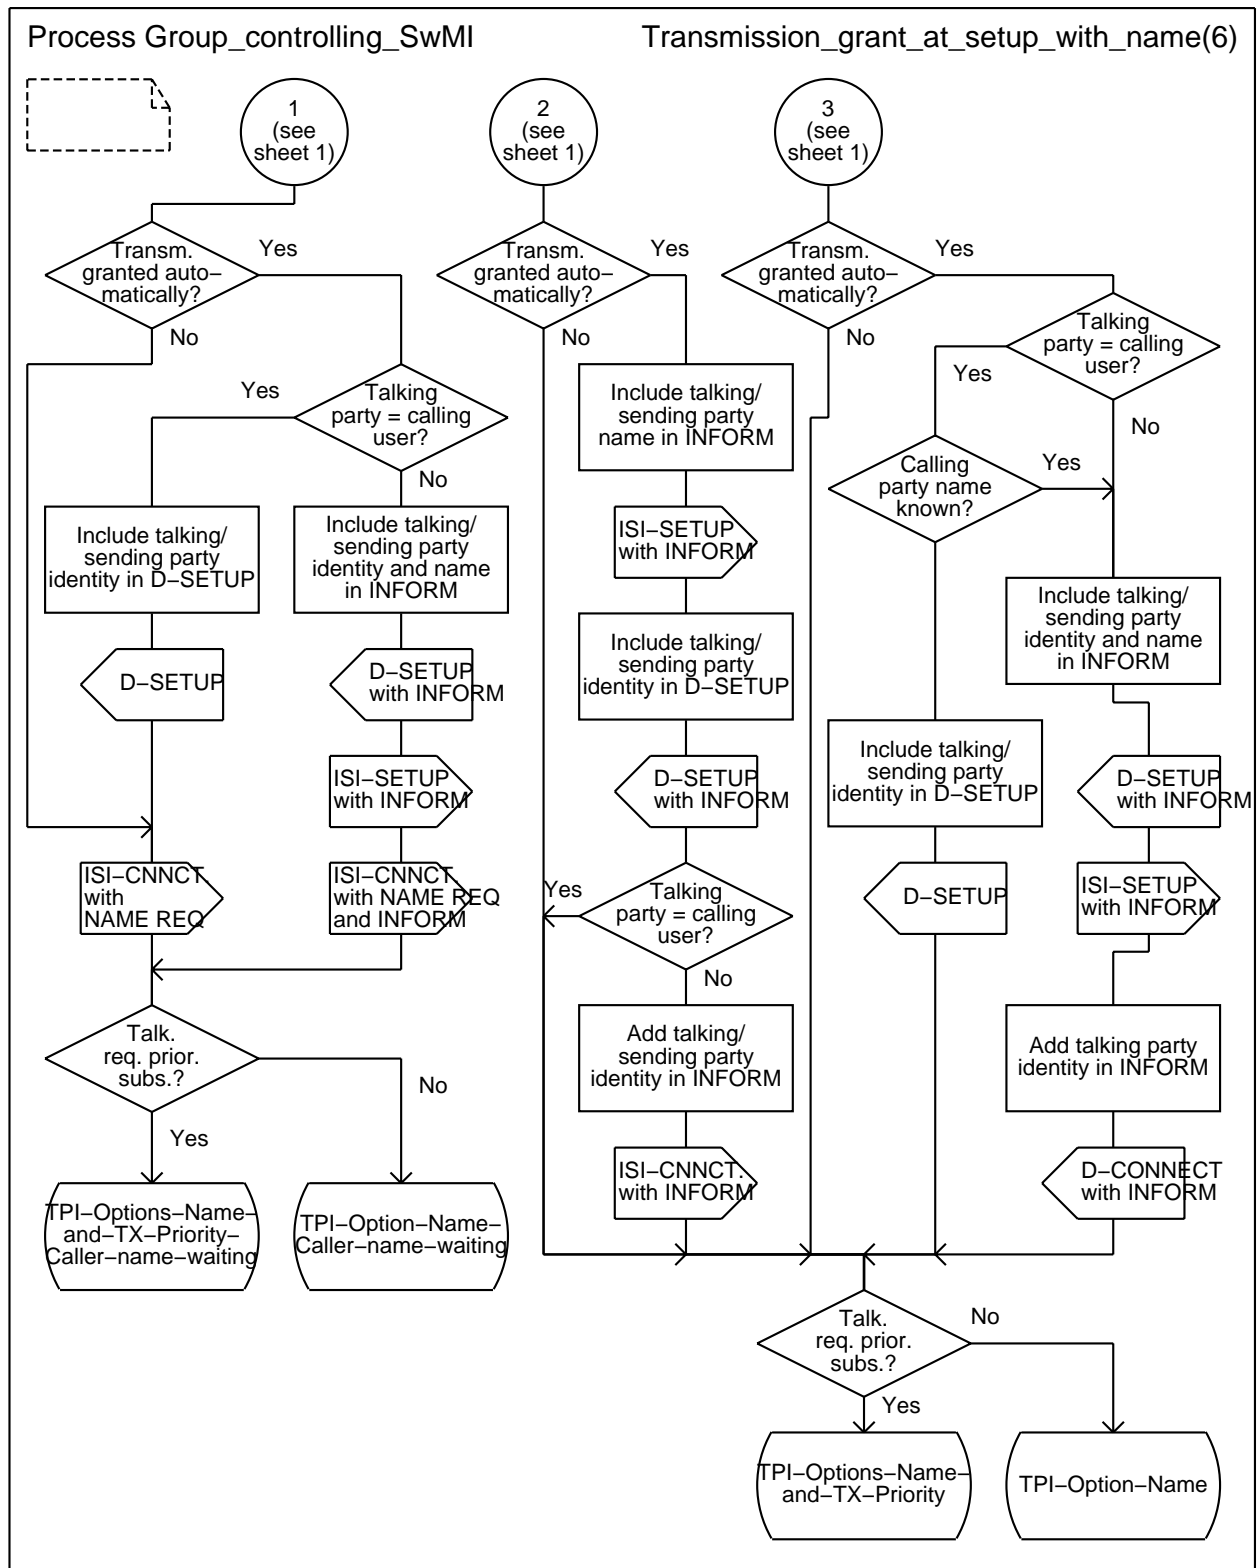 Process Group_controlling_SwMI
Transmission_grant_at_setup_with_name(6)
1
(see
sheet 1)
2
(see
sheet 1)
3
(see
sheet 1)
Transm.
granted auto–
matically?
Yes
No
Transm.
granted auto–
matically?
Yes
No
Transm.
granted auto–
matically?
Yes
No
Talking
party = calling
user?
Yes
No
Talking
party = calling
user?
Yes
No
Include talking/
sending party
name in INFORM
Calling
party name
known?
Yes
Include talking/
sending party
identity in D–SETUP
Include talking/
sending party
identity and name
in INFORM
ISI–SETUP
with INFORM
Include talking/
sending party
identity and name
in INFORM
D–SETUP
D–SETUP
with INFORM
Include talking/
sending party
identity in D–SETUP
Include talking/
sending party
identity in D–SETUP
ISI–SETUP
with INFORM
D–SETUP
with INFORM
D–SETUP
with INFORM
ISI–CNNCT
with
NAME REQ
ISI–CNNCT.
with NAME REQ
and INFORM
Yes
Talking
party = calling
user?
No
D–SETUP
ISI–SETUP
with INFORM
Talk.
req. prior.
subs.?
No
Yes
Add talking/
sending party
identity in INFORM
Add talking party
identity in INFORM
ISI–CNNCT.
with INFORM
D–CONNECT
with INFORM
TPI–Options–Name–
and–TX–Priority–
Caller–name–waiting
TPI–Option–Name–
Caller–name–waiting
Talk.
req. prior.
subs.?
No
Yes
TPI–Options–Name–
and–TX–Priority
TPI–Option–Name